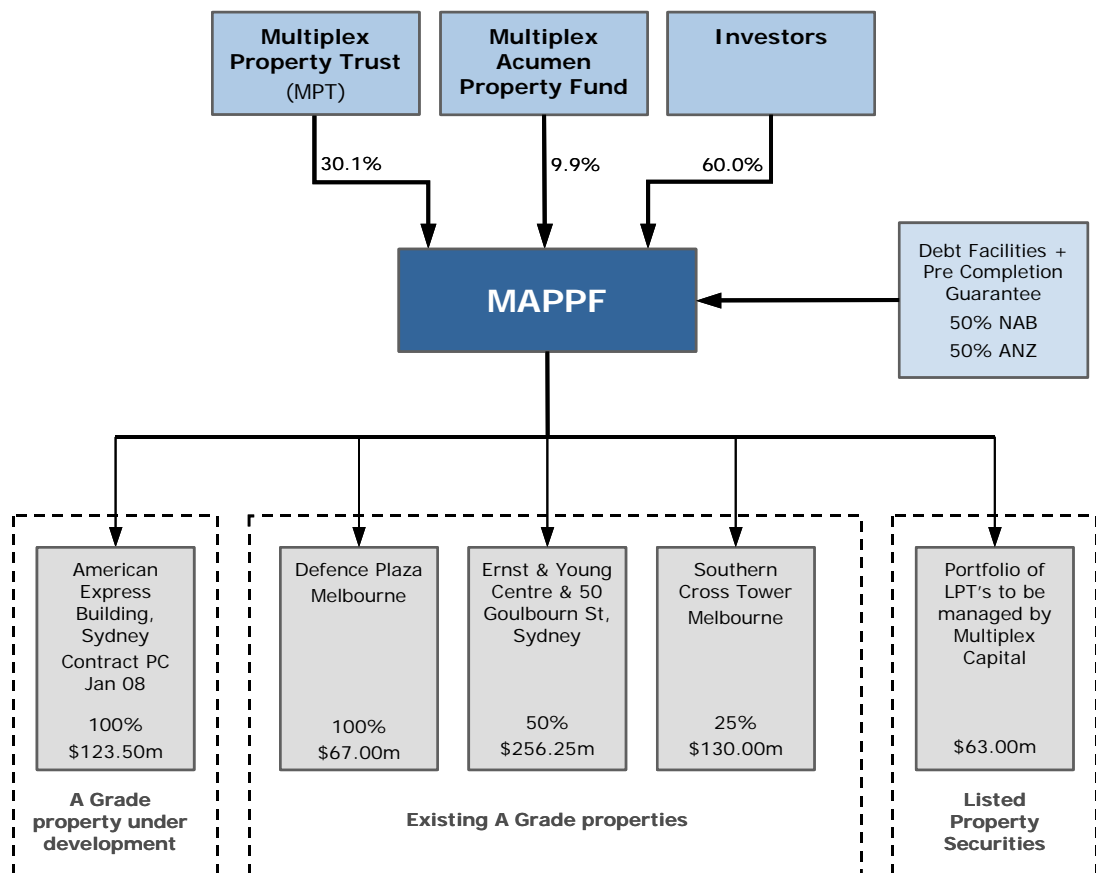 Multiplex
Property Trust
(MPT)
Multiplex
Acumen
Property Fund
Investors
30.1%
9.9%
60.0%
MAPPF
Debt Facilities +
Pre Completion
Guarantee
50% NAB
50% ANZ
American
Express
Building,
Sydney
Contract PC
Jan 08
100%
$123.50m
Defence Plaza
Melbourne
100%
$67.00m
Ernst & Young
Centre & 50
Goulbourn St,
Sydney
50%
$256.25m
Southern
Cross Tower
Melbourne
25%
$130.00m
Portfolio of
LPT's to be
managed by
Multiplex
Capital
$63.00m
A Grade
property under
development
Existing A Grade properties
Listed
Property
Securities